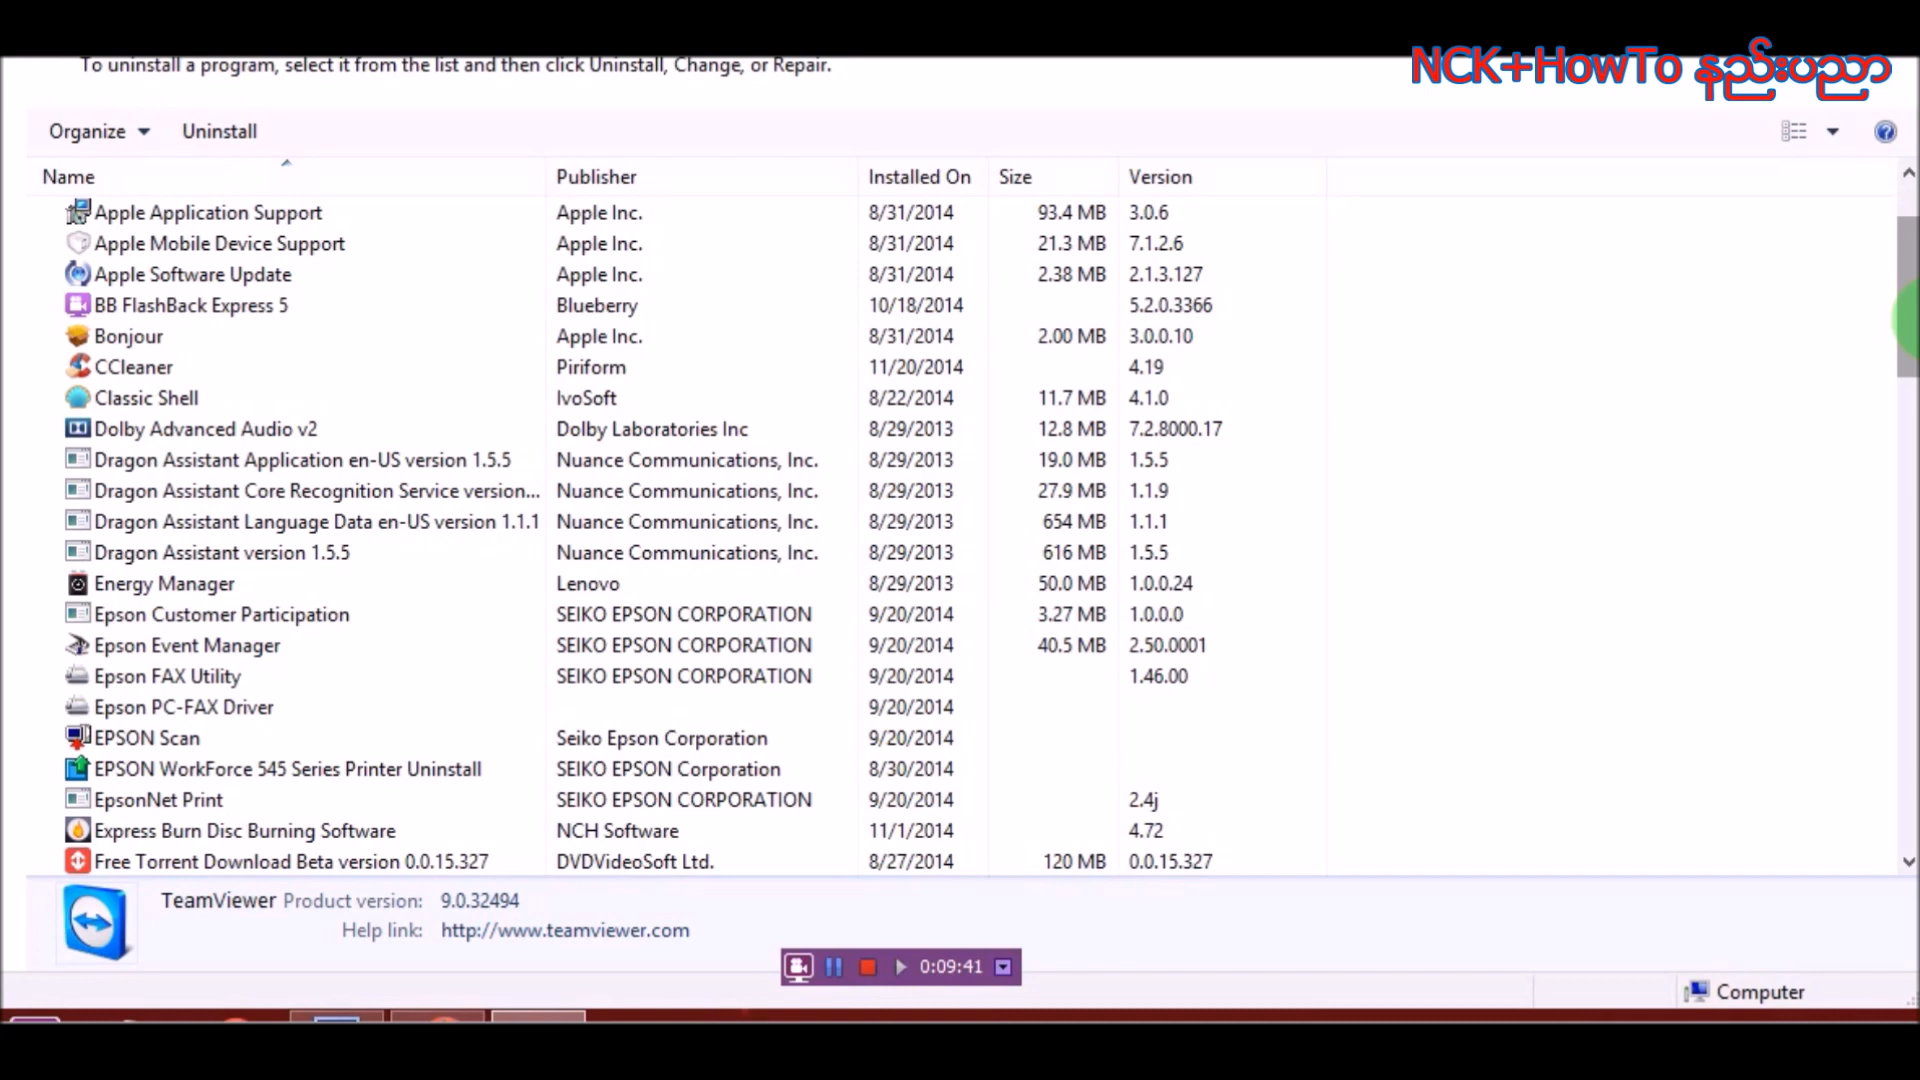 NCK+HowTo နည်းပညာ
To uninstall a program, select it from the list and then click Uninstall, Change, or Repair.
Organize Uninstall
Name Publisher Installed On Size Version
Apple Application Support Apple Inc. 8/31/2014 93.4 MB 3.0.6
Apple Mobile Device Support Apple Inc. 8/31/2014 21.3 MB 7.1.2.6
Apple Software Update Apple Inc. 8/31/2014 2.38 MB 2.1.3.127
BB FlashBack Express 5 Blueberry 10/18/2014 5.2.0.3366
Bonjour Apple Inc. 8/31/2014 2.00 MB 3.0.0.10
CCleaner Piriform 11/20/2014 4.19
Classic Shell IvoSoft 8/22/2014 11.7 MB 4.1.0
Dolby Advanced Audio v2 Dolby Laboratories Inc 8/29/2013 12.8 MB 7.2.8000.17
Dragon Assistant Application en-US version 1.5.5 Nuance Communications, Inc. 8/29/2013 19.0 MB 1.5.5
Dragon Assistant Core Recognition Service version... Nuance Communications, Inc. 8/29/2013 27.9 MB 1.1.9
Dragon Assistant Language Data en-US version 1.1.1 Nuance Communications, Inc. 8/29/2013 654 MB 1.1.1
Dragon Assistant version 1.5.5 Nuance Communications, Inc. 8/29/2013 616 MB 1.5.5
Energy Manager Lenovo 8/29/2013 50.0 MB 1.0.0.24
Epson Customer Participation SEIKO EPSON CORPORATION 9/20/2014 3.27 MB 1.0.0.0
Epson Event Manager SEIKO EPSON CORPORATION 9/20/2014 40.5 MB 2.50.0001
Epson FAX Utility SEIKO EPSON CORPORATION 9/20/2014 1.46.00
Epson PC-FAX Driver 9/20/2014
EPSON Scan Seiko Epson Corporation 9/20/2014
EPSON WorkForce 545 Series Printer Uninstall SEIKO EPSON Corporation 8/30/2014
EpsonNet Print SEIKO EPSON CORPORATION 9/20/2014 2.4j
Express Burn Disc Burning Software NCH Software 11/1/2014 4.72
Free Torrent Download Beta version 0.0.15.327 DVDVideoSoft Ltd. 8/27/2014 120 MB 0.0.15.327
TeamViewer Product version: 9.0.32494
Help link: http://www.teamviewer.com
0:09:41
Computer